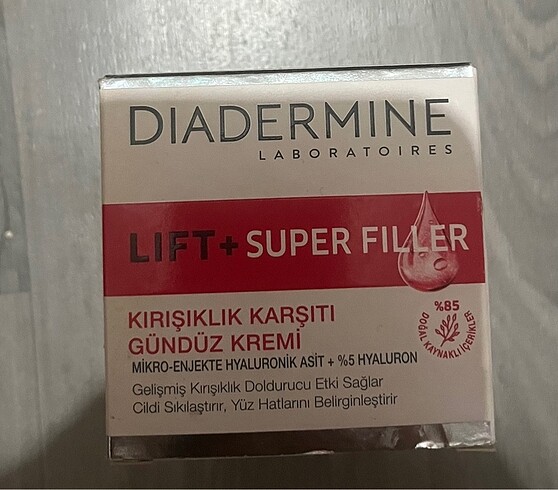 DIADERMINE
LABORATOIRES
LIFT+ SUPER FILLER
KIRIŞIKLIK KARŞITI
GÜNDÜZ KREMİ
MİKRO-ENJEKTE HYALURONİK ASİT + %5 HYALURON
Gelişmiş Kırışıklık Doldurucu Etki Sağlar
Cildi Sıkılaştırır, Yüz Hatlarını Belirginleştirir
%85
DOĞAL KAYNAKLI İÇERİKLER